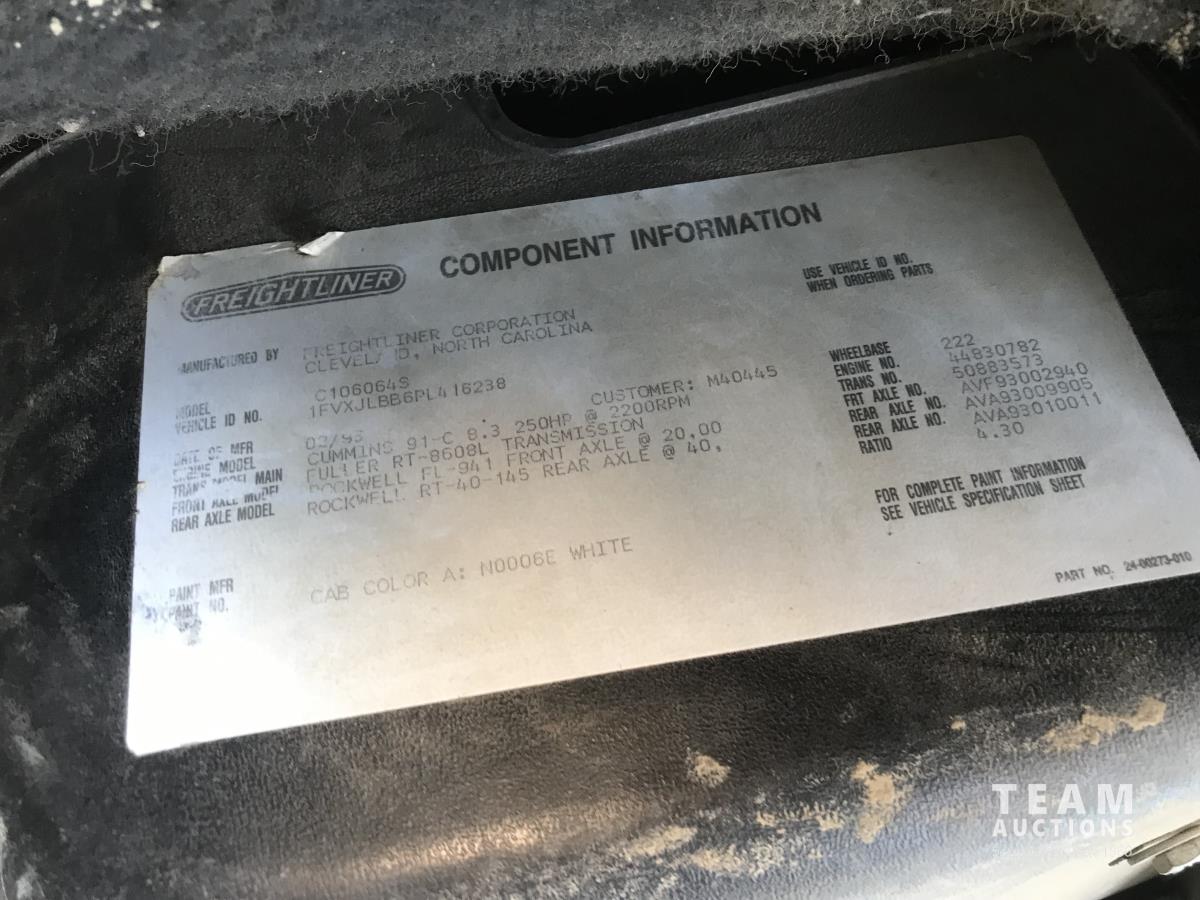 FREIGHTLINER
COMPONENT INFORMATION
USE VEHICLE ID NO.
WHEN ORDERING PARTS
MANUFACTURED BY FREIGHTLINER CORPORATION
NORTH CAROLINA
MODEL C106064S
VEHICLE ID NO. 1FVXJLBB6PL416238
CUSTOMER: M40445
DATE OF MFR 02/93
ENGINE MODEL CUMMINS 91-C 8.3 250HP @ 2200RPM
TRANS MODEL MAIN FULLER RT-8608L TRANSMISSION
FRONT AXLE MODEL ROCKWELL FL-941 FRONT AXLE @ 20,00
REAR AXLE MODEL ROCKWELL RT-40-145 REAR AXLE @ 40,
WHEELBASE 222
ENGINE NO. 44830782
TRANS NO. 50883573
FRT AXLE NO. AVF93002940
REAR AXLE NO. AVA93009905
REAR AXLE NO. AVA93010011
RATIO 4.30
FOR COMPLETE PAINT INFORMATION
SEE VEHICLE SPECIFICATION SHEET
PAINT MFR
PAINT NO. CAB COLOR A: N0006E WHITE
PART NO. 24-00273-010
TEAM
AUCTIONS